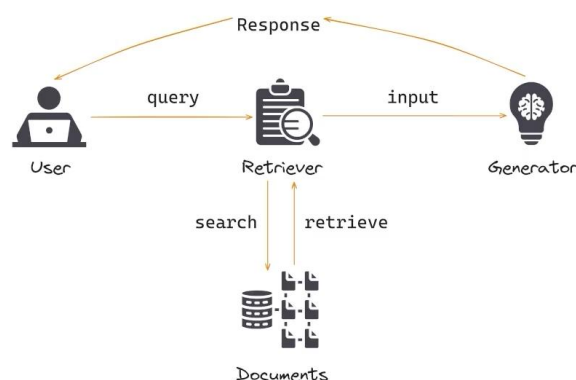 Response
query
input
User
Retriever
Generator
search
retrieve
Documents